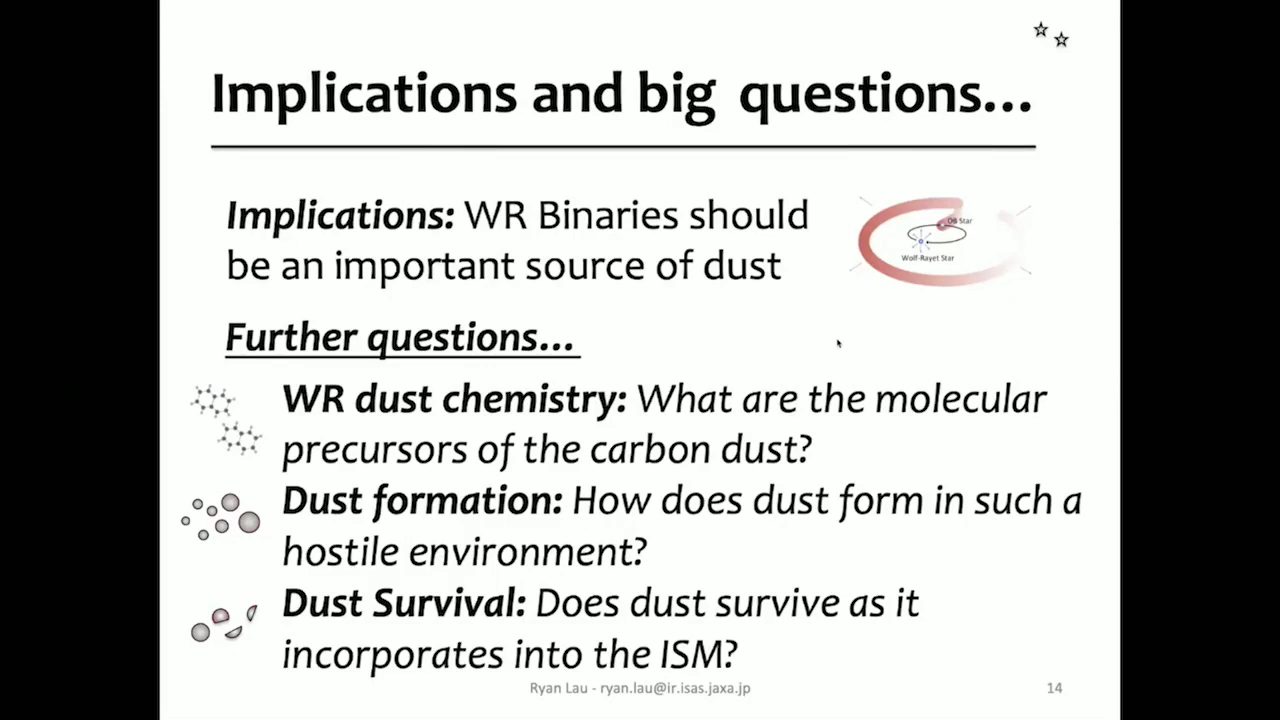 Implications and big questions...
Implications: WR Binaries should
be an important source of dust
OB Star
Wolf-Rayet Star
Further questions...
WR dust chemistry: What are the molecular
precursors of the carbon dust?
Dust formation: How does dust form in such a
hostile environment?
Dust Survival: Does dust survive as it
incorporates into the ISM?
Ryan Lau - ryan.lau@ir.isas.jaxa.jp
14